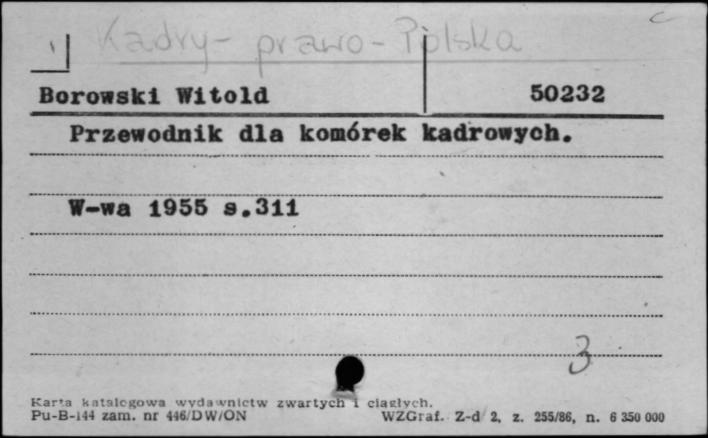 Kadry - prawo - Polska
Borowski Witold 50232
Przewodnik dla komórek kadrowych.
W-wa 1955 s.311
3
Karta katalogowa wydawnictw zwartych i ciągłych.
Pu-B-144 zam. nr 446/DW/ON WZGraf. Z-d 2, z. 255/86, n. 6 350 000